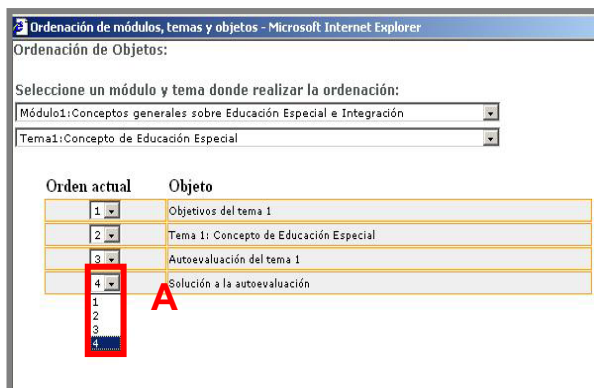 Ordenación de módulos, temas y objetos - Microsoft Internet Explorer
Ordenación de Objetos:
Seleccione un módulo y tema donde realizar la ordenación:
Módulo1:Conceptos generales sobre Educación Especial e Integración
Tema1:Concepto de Educación Especial
Orden actual Objeto
1 Objetivos del tema 1
2 Tema 1: Concepto de Educación Especial
3 Autoevaluación del tema 1
4 Solución a la autoevaluación
A
1
2
3
4